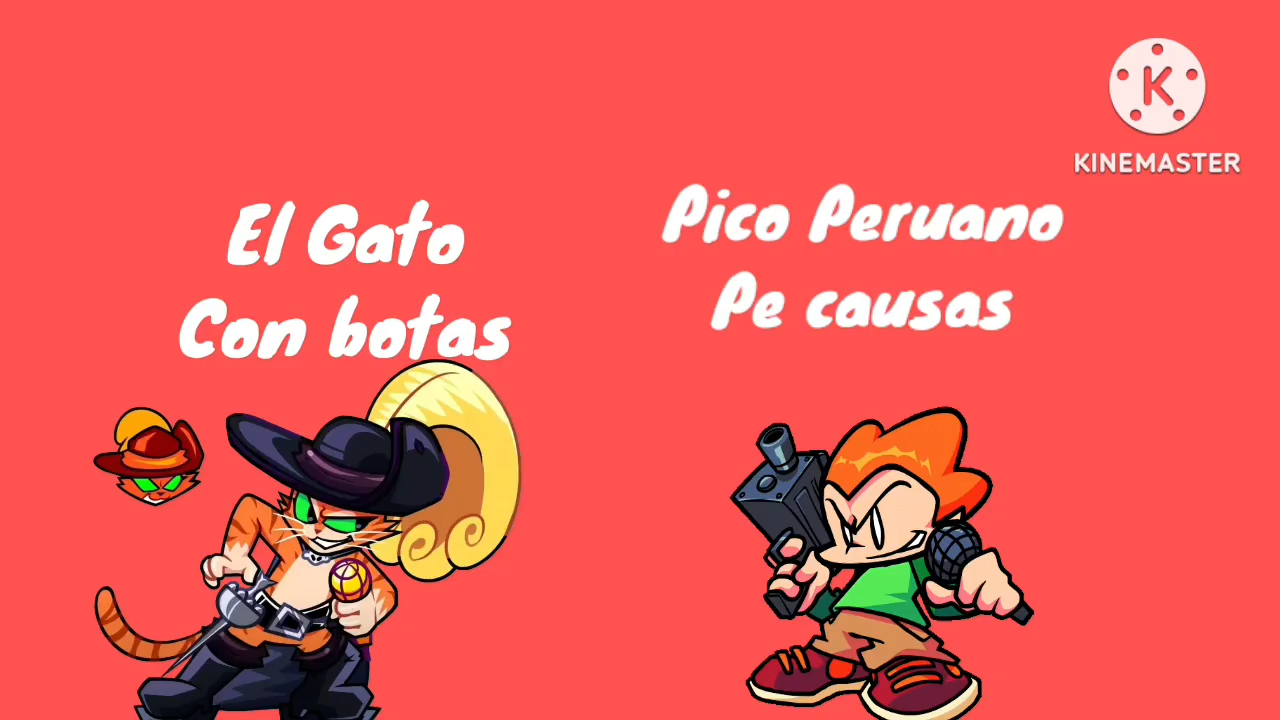 K
KINEMASTER
El Gato
Con botas
Pico Peruano
Pe causas